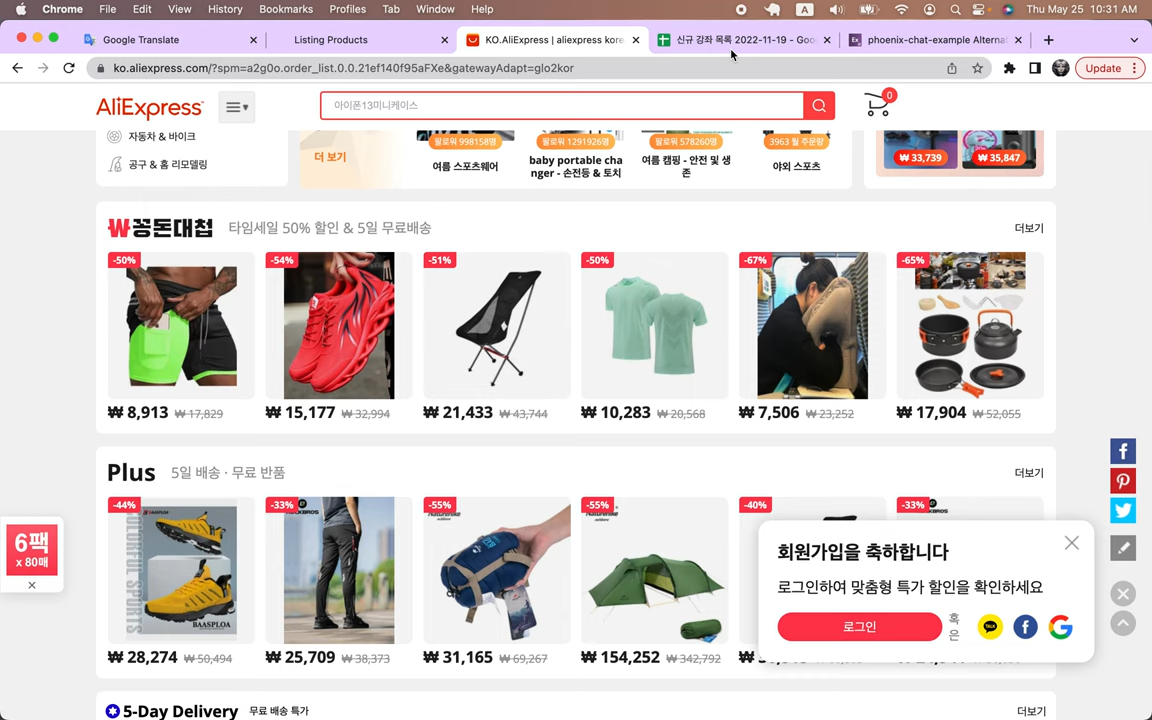 Chrome File Edit View History Bookmarks Profiles Tab Window Help A Thu May 25 10:31 AM
Google Translate
Listing Products
KO.AliExpress | aliexpress kore
신규 강좌 목록 2022-11-19 - Goo
phoenix-chat-example Alterna
ko.aliexpress.com/?spm=a2g0o.order_list.0.0.21ef140f95aFXe&gatewayAdapt=glo2kor
Update
AliExpress
아이폰13미니케이스
0
자동차 & 바이크
공구 & 홈 리모델링
더 보기
팔로워 998158명
여름 스포츠웨어
팔로워 1291926명
baby portable cha
nger - 손전등 & 토치
팔로워 578260명
여름 캠핑 - 안전 및 생
존
3963 월 주문량
야외 스포츠
₩ 33,739
₩ 35,847
₩꽁돈대첩 타임세일 50% 할인 & 5일 무료배송 더보기
-50% -54% -51% -50% -67% -65%
₩ 8,913 ₩ 17,829
₩ 15,177 ₩ 32,994
₩ 21,433 ₩ 43,744
₩ 10,283 ₩ 20,568
₩ 7,506 ₩ 23,252
₩ 17,904 ₩ 52,055
Plus 5일 배송 · 무료 반품 더보기
-44% -33% -55% -55% -40% -33%
BAASPLOA
COLORFUL SPORTS
BAASPLOA
ROCKBROS
Naturehike
outdoors
Naturehike
outdoors
ROCKBROS
₩ 28,274 ₩ 50,494
₩ 25,709 ₩ 38,373
₩ 31,165 ₩ 69,267
₩ 154,252 ₩ 342,792
6팩
x 80매
회원가입을 축하합니다
로그인하여 맞춤형 특가 할인을 확인하세요
로그인
혹
은
TALK
5-Day Delivery 무료 배송 특가 더보기